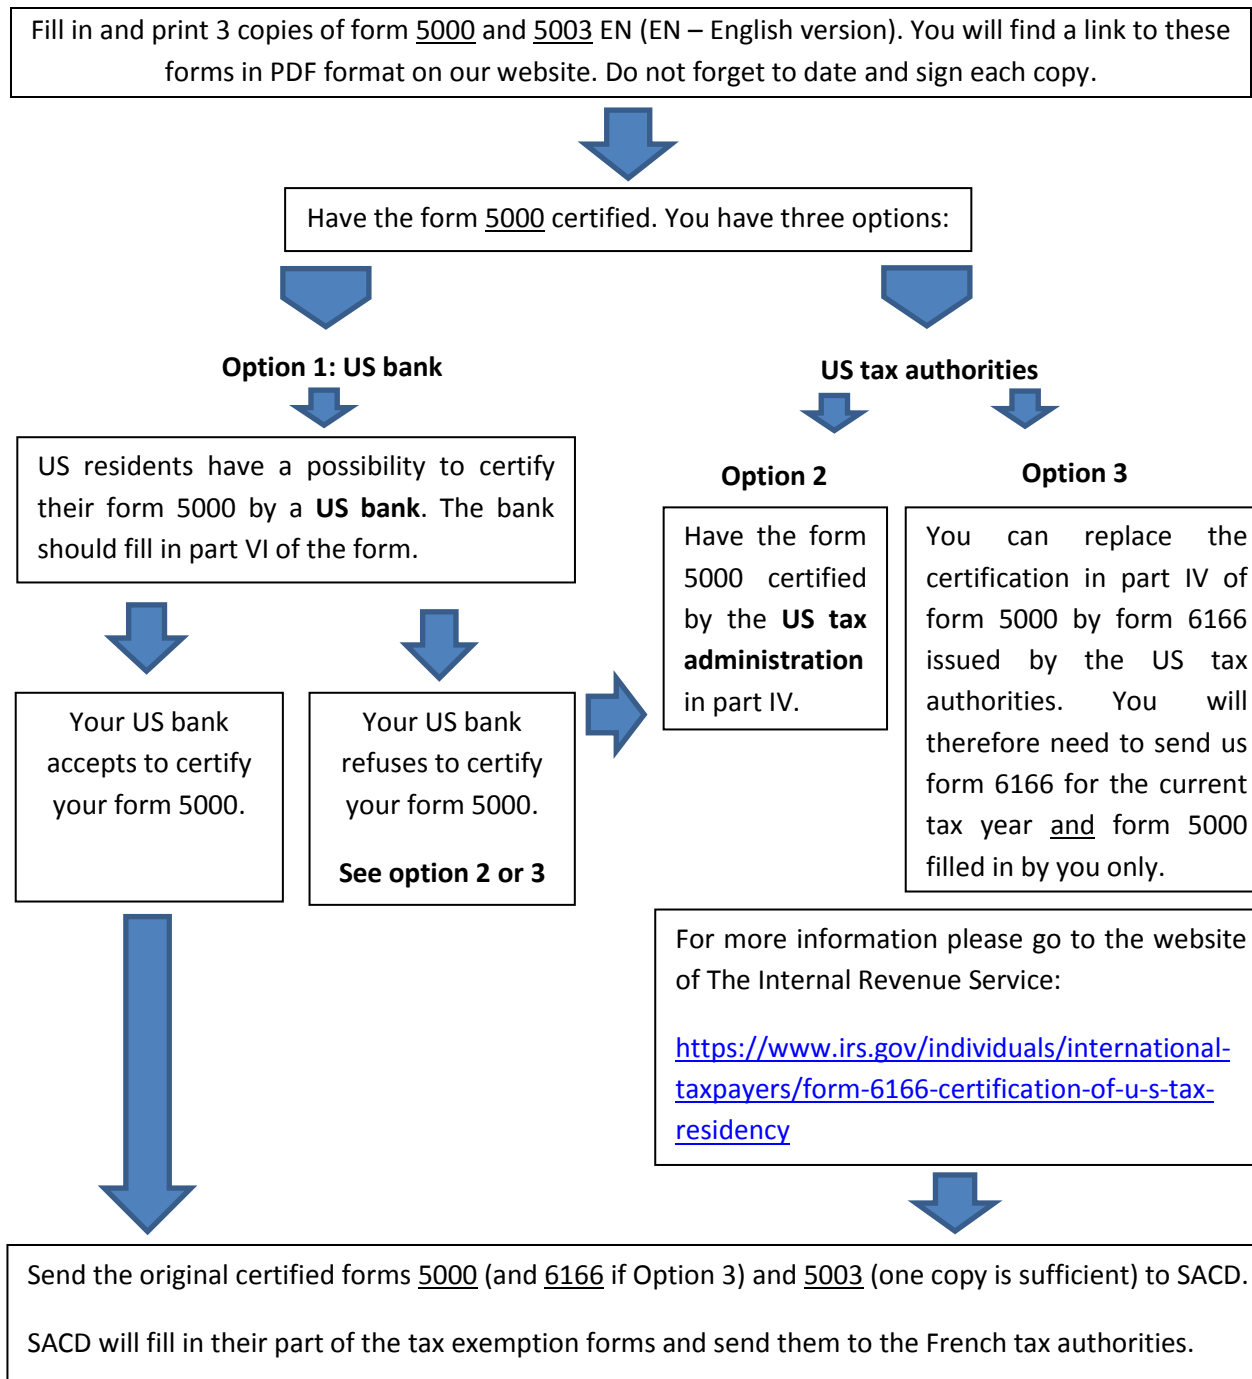 Fill in and print 3 copies of form 5000 and 5003 EN (EN – English version). You will find a link to these
forms in PDF format on our website. Do not forget to date and sign each copy.
Have the form 5000 certified. You have three options:
Option 1: US bank
US residents have a possibility to certify
their form 5000 by a US bank. The bank
should fill in part VI of the form.
Your US bank
accepts to certify
your form 5000.
Your US bank
refuses to certify
your form 5000.
See option 2 or 3
US tax authorities
Option 2
Have the form
5000 certified
by the US tax
administration
in part IV.
Option 3
You can replace the
certification in part IV of
form 5000 by form 6166
issued by the US tax
authorities. You will
therefore need to send us
form 6166 for the current
tax year and form 5000
filled in by you only.
For more information please go to the website
of The Internal Revenue Service:
https://www.irs.gov/individuals/international-
taxpayers/form-6166-certification-of-u-s-tax-
residency
Send the original certified forms 5000 (and 6166 if Option 3) and 5003 (one copy is sufficient) to SACD.
SACD will fill in their part of the tax exemption forms and send them to the French tax authorities.